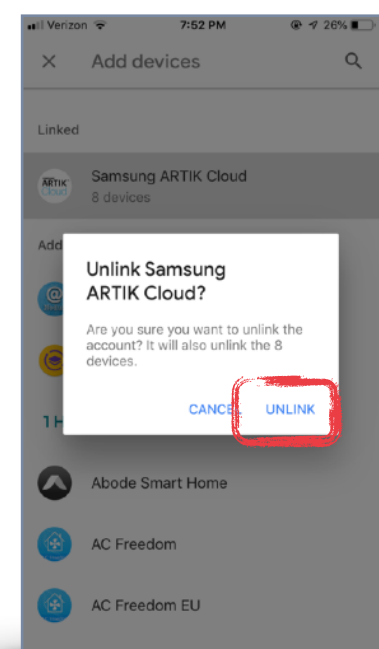 Verizon 7:52 PM 26%
× Add devices
Linked
ARTIK Cloud
Samsung ARTIK Cloud
8 devices
Add
Unlink Samsung
ARTIK Cloud?
Are you sure you want to unlink the
account? It will also unlink the 8
devices.
CANCEL UNLINK
1H
Abode Smart Home
AC Freedom
AC Freedom EU